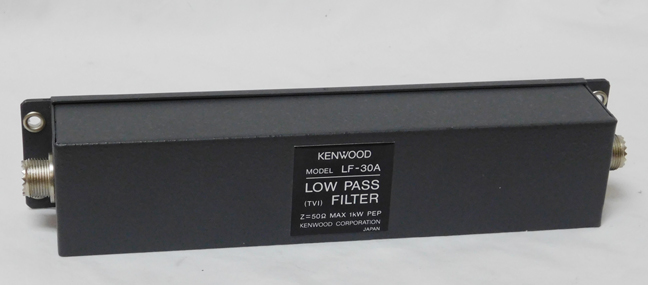 KENWOOD
MODEL LF-30A
LOW PASS
(TVI) FILTER
Z=50Ω MAX 1kW PEP
KENWOOD CORPORATION
JAPAN